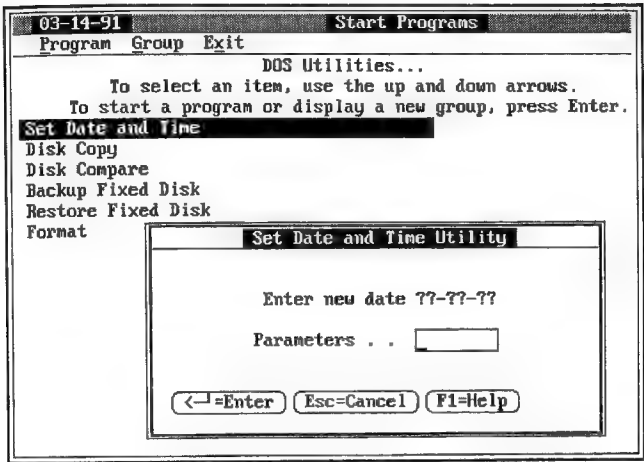 03-14-91 Start Programs
Program Group Exit
DOS Utilities...
To select an item, use the up and down arrows.
To start a program or display a new group, press Enter.
Set Date and Time
Disk Copy
Disk Compare
Backup Fixed Disk
Restore Fixed Disk
Format
Set Date and Time Utility
Enter new date ??-??-??
Parameters . .
=Enter Esc=Cancel F1=Help